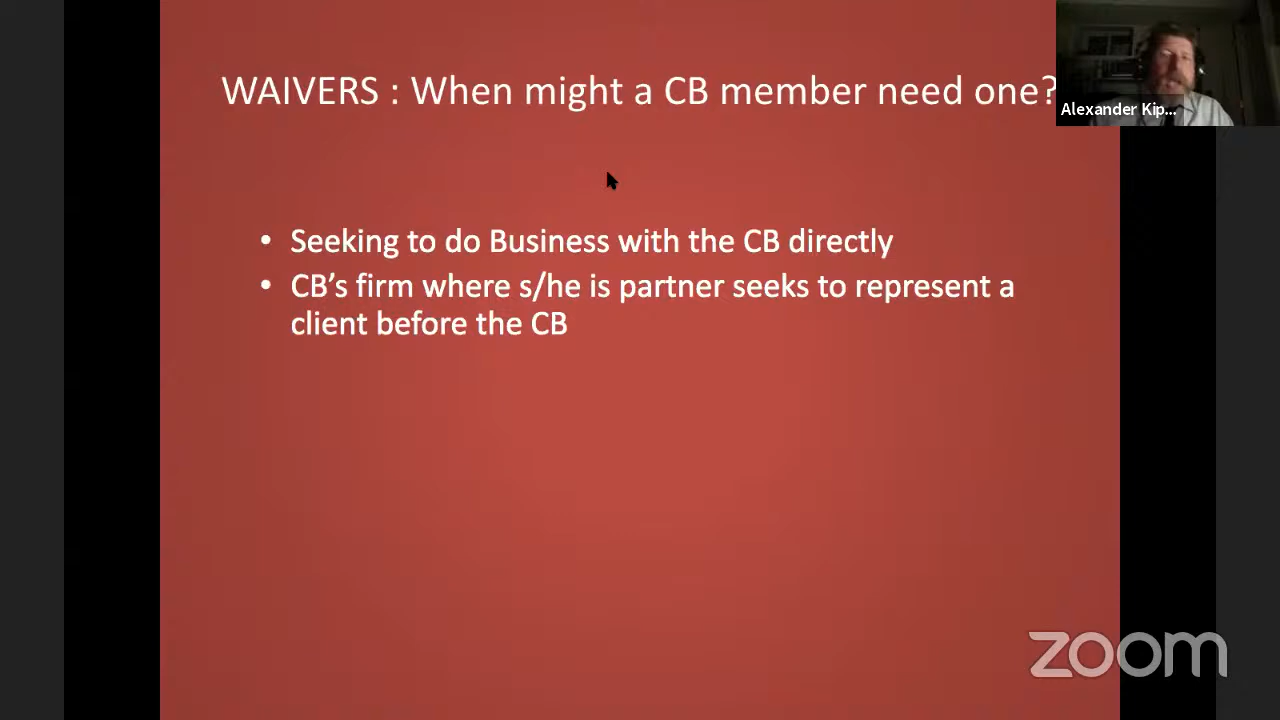 WAIVERS : When might a CB member need one?
Alexander Kip...
• Seeking to do Business with the CB directly
• CB’s firm where s/he is partner seeks to represent a
client before the CB
zoom